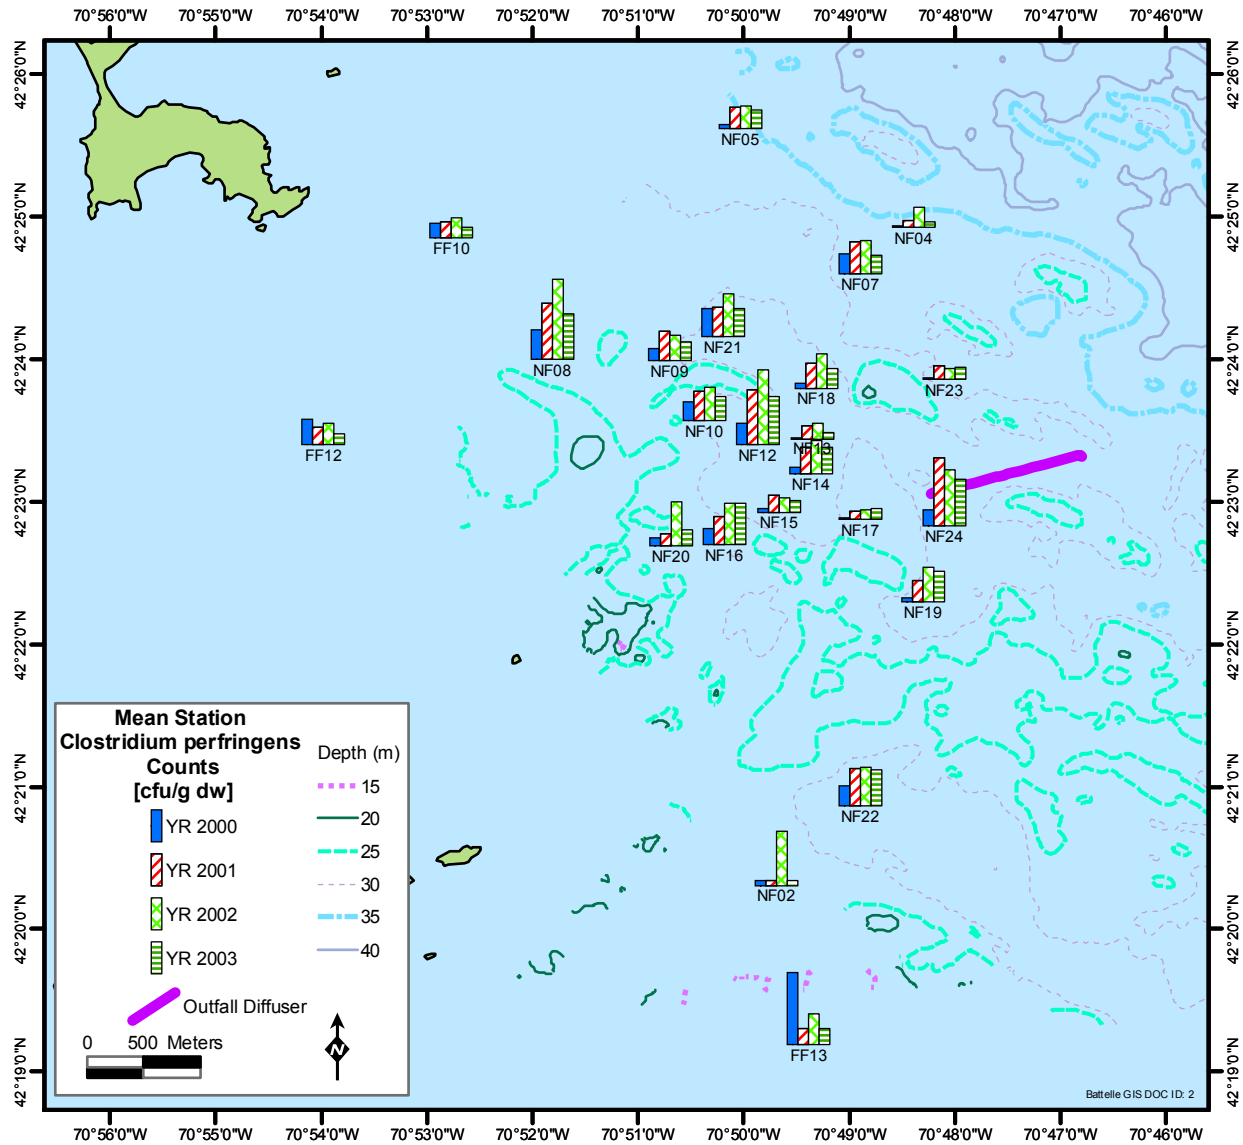 70°56'0"W 70°55'0"W 70°54'0"W 70°53'0"W 70°52'0"W 70°51'0"W 70°50'0"W 70°49'0"W 70°48'0"W 70°47'0"W 70°46'0"W
42°26'0"N 42°26'0"N
NF05
42°25'0"N 42°25'0"N
NF04
FF10
NF07
NF21
42°24'0"N 42°24'0"N
NF08 NF09
NF18 NF23
NF10
FF12 NF12 NF13
NF14
42°23'0"N 42°23'0"N
NF15 NF17 NF24
NF20 NF16
NF19
42°22'0"N 42°22'0"N
Mean Station
Clostridium perfringens
Counts
[cfu/g dw]
YR 2000
YR 2001
YR 2002
YR 2003
Depth (m)
15
20
25
30
35
40
Outfall Diffuser
0 500 Meters
N
42°21'0"N 42°21'0"N
NF22
NF02
42°20'0"N 42°20'0"N
FF13
42°19'0"N 42°19'0"N
Battelle GIS DOC ID: 2
70°56'0"W 70°55'0"W 70°54'0"W 70°53'0"W 70°52'0"W 70°51'0"W 70°50'0"W 70°49'0"W 70°48'0"W 70°47'0"W 70°46'0"W